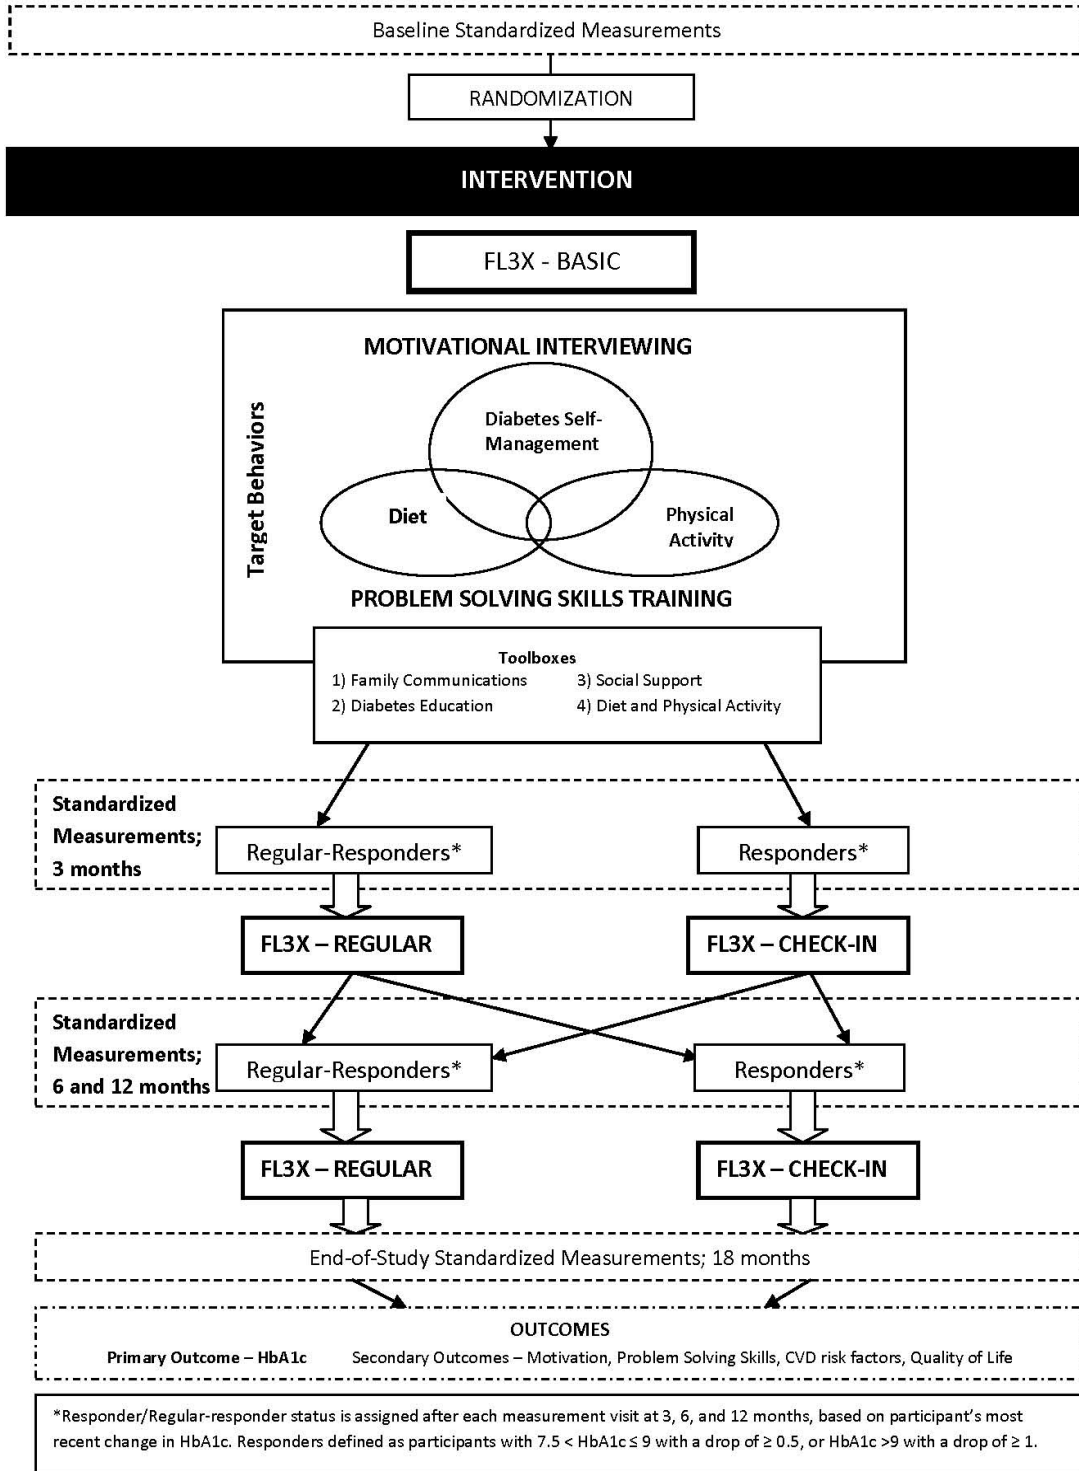 Baseline Standardized Measurements
RANDOMIZATION
INTERVENTION
FL3X - BASIC
MOTIVATIONAL INTERVIEWING
Target Behaviors
Diabetes Self-
Management
Diet
Physical
Activity
PROBLEM SOLVING SKILLS TRAINING
Toolboxes
1) Family Communications 3) Social Support
2) Diabetes Education 4) Diet and Physical Activity
Standardized
Measurements;
3 months
Regular-Responders*
Responders*
FL3X – REGULAR
FL3X – CHECK-IN
Standardized
Measurements;
6 and 12 months
Regular-Responders*
Responders*
FL3X – REGULAR
FL3X – CHECK-IN
End-of-Study Standardized Measurements; 18 months
OUTCOMES
Primary Outcome – HbA1c Secondary Outcomes – Motivation, Problem Solving Skills, CVD risk factors, Quality of Life
*Responder/Regular-responder status is assigned after each measurement visit at 3, 6, and 12 months, based on participant's most
recent change in HbA1c. Responders defined as participants with 7.5 < HbA1c ≤ 9 with a drop of ≥ 0.5, or HbA1c >9 with a drop of ≥ 1.